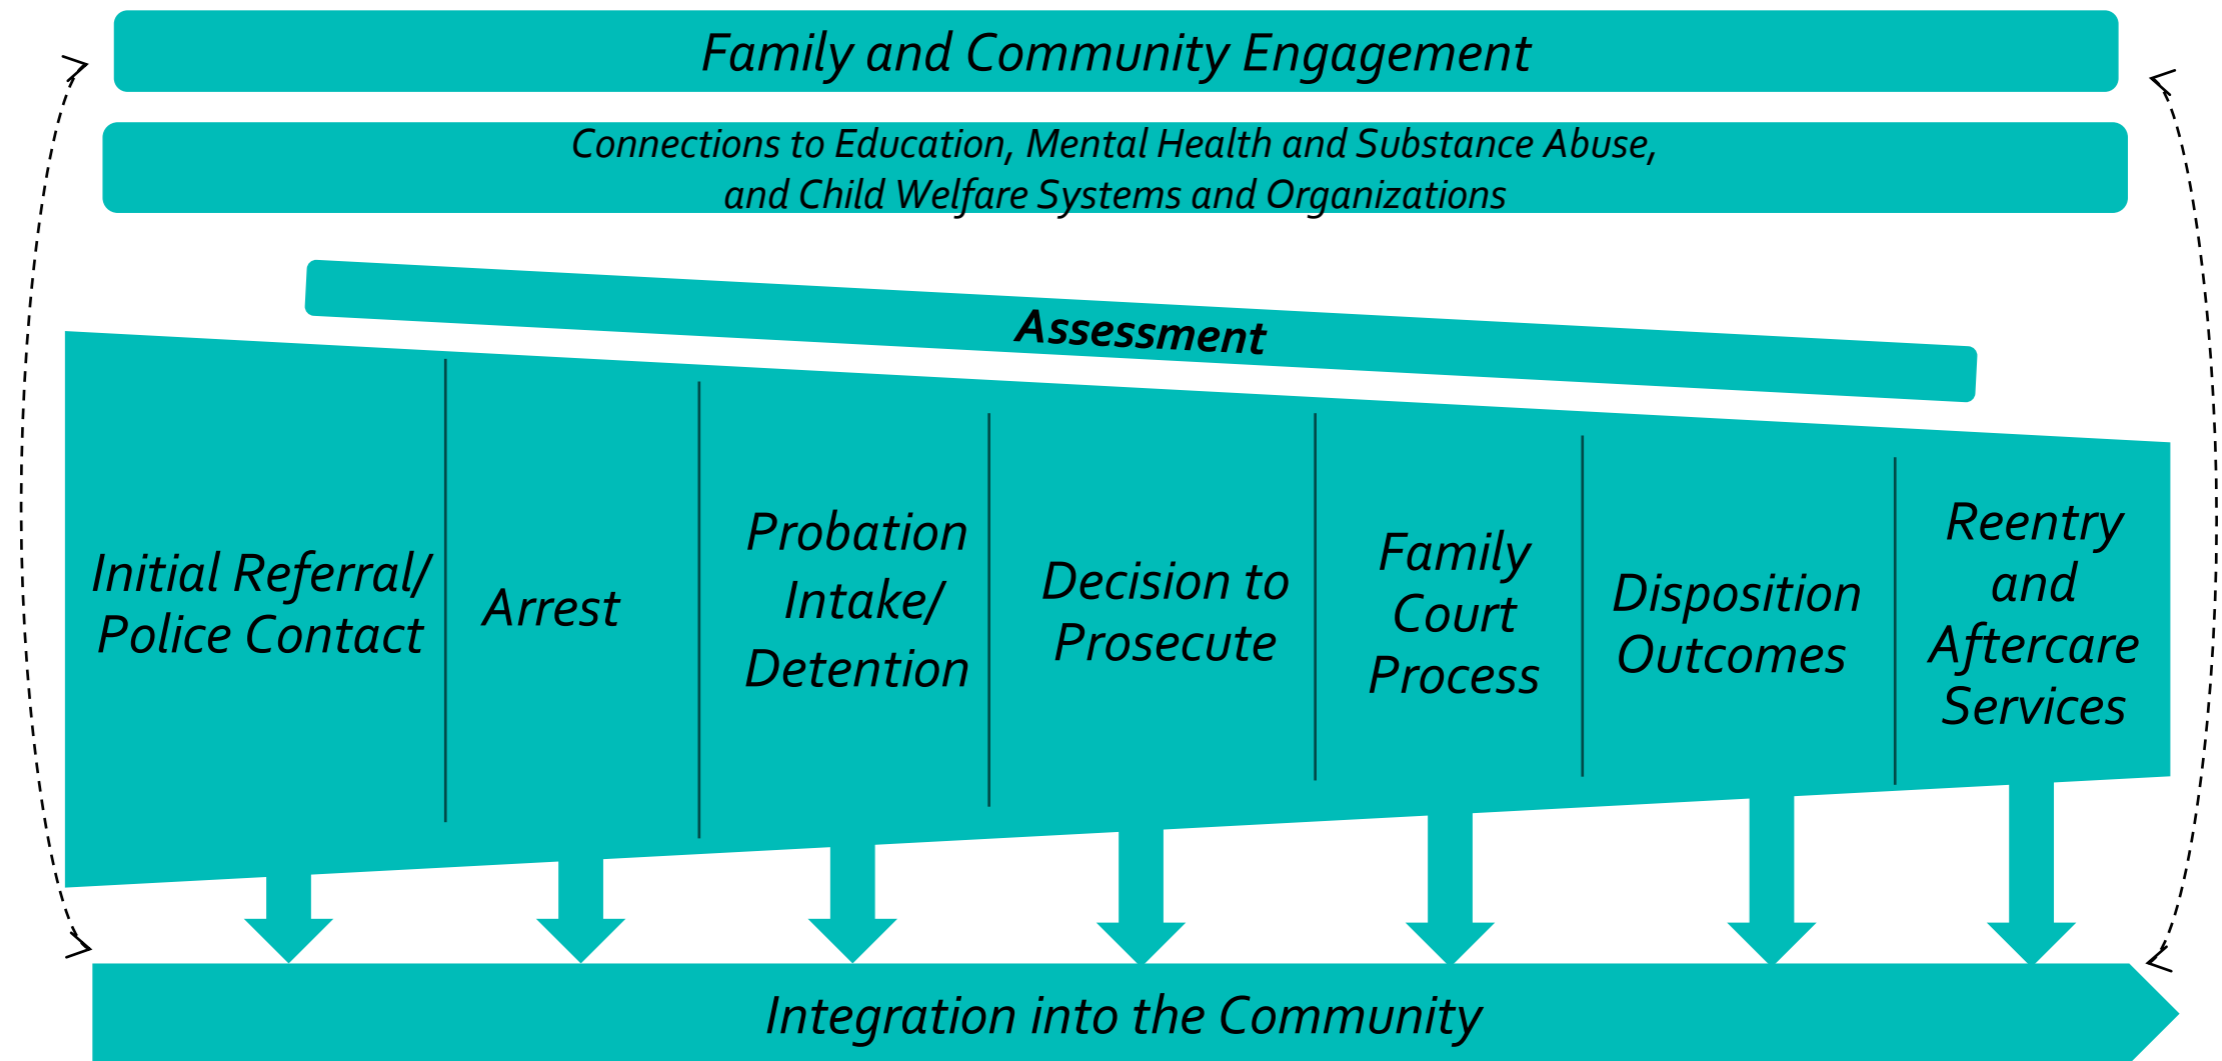 Family and Community Engagement
Connections to Education, Mental Health and Substance Abuse,
and Child Welfare Systems and Organizations
Assessment
Initial Referral/
Police Contact
Arrest
Probation
Intake/
Detention
Decision to
Prosecute
Family
Court
Process
Disposition
Outcomes
Reentry
and
Aftercare
Services
Integration into the Community